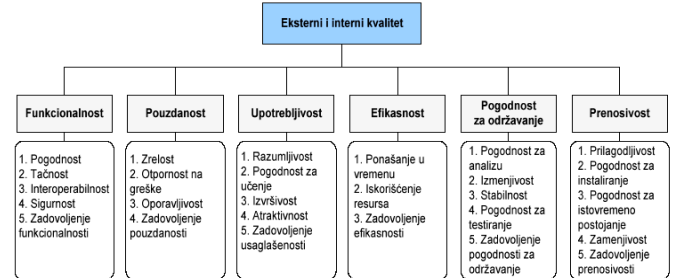 Eksterni i interni kvalitet
Funkcionalnost
Pouzdanost
Upotrebljivost
Efikasnost
Pogodnost
za održavanje
Prenosivost
1. Pogodnost
2. Tačnost
3. Interoperabilnost
4. Sigurnost
5. Zadovoljenje
funkcionalnosti
1. Zrelost
2. Otpornost na
greške
3. Oporavljivost
4. Zadovoljenje
pouzdanosti
1. Razumljivost
2. Pogodnost za
učenje
3. Izvršivost
4. Atraktivnost
5. Zadovoljenje
usaglašenosti
1. Ponašanje u
vremenu
2. Iskorišćenje
resursa
3. Zadovoljenje
efikasnosti
1. Pogodnost za
analizu
2. Izmenjivost
3. Stabilnost
4. Pogodnost za
testiranje
5. Zadovoljenje
pogodnosti za
održavanje
1. Prilagodljivost
2. Pogodnost za
instaliranje
3. Pogodnost za
istovremeno
postojanje
4. Zamenjivost
5. Zadovoljenje
prenosivosti